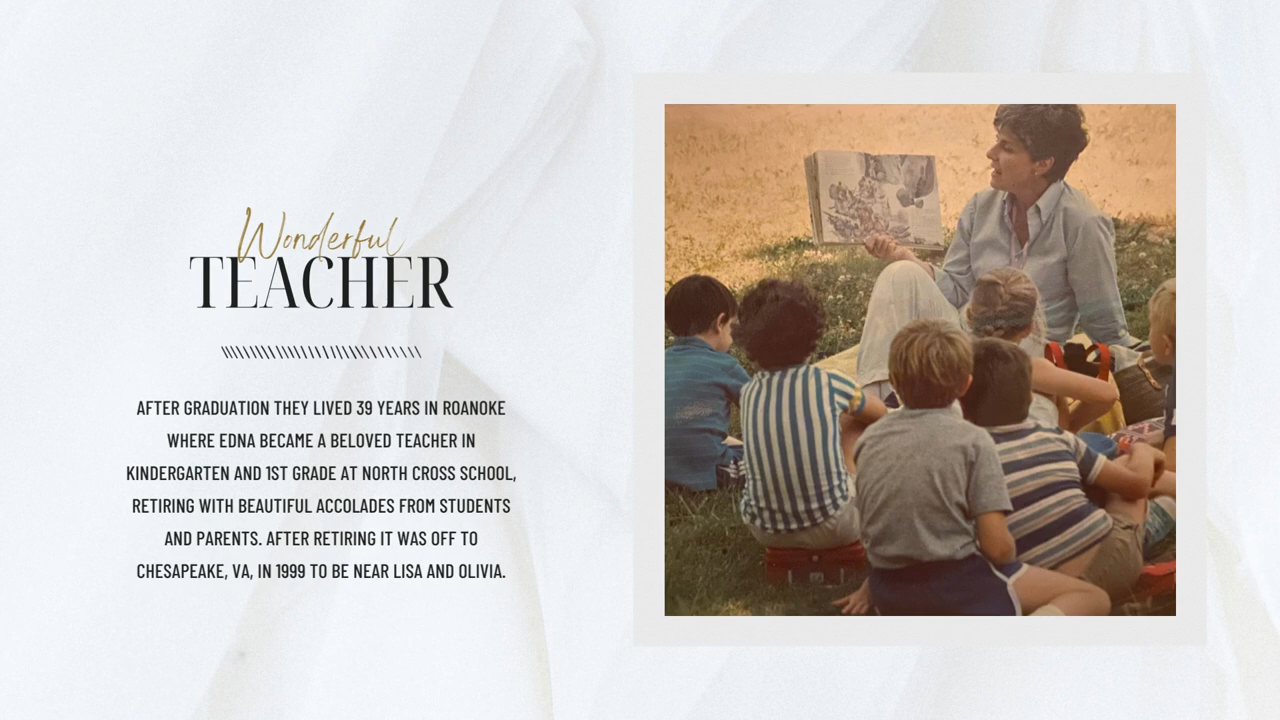 Wonderful
TEACHER
AFTER GRADUATION THEY LIVED 39 YEARS IN ROANOKE
WHERE EDNA BECAME A BELOVED TEACHER IN
KINDERGARTEN AND 1ST GRADE AT NORTH CROSS SCHOOL,
RETIRING WITH BEAUTIFUL ACCOLADES FROM STUDENTS
AND PARENTS. AFTER RETIRING IT WAS OFF TO
CHESAPEAKE, VA, IN 1999 TO BE NEAR LISA AND OLIVIA.